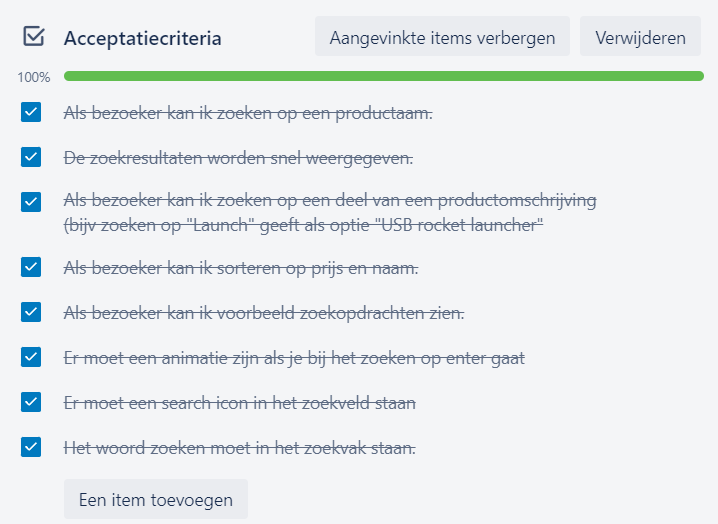 Acceptatiecriteria
Aangevinkte items verbergen
Verwijderen
100%
Als bezoeker kan ik zoeken op een productaam.
De zoekresultaten worden snel weergegeven.
Als bezoeker kan ik zoeken op een deel van een productomschrijving
(bijv zoeken op "Launch" geeft als optie "USB rocket launcher"
Als bezoeker kan ik sorteren op prijs en naam.
Als bezoeker kan ik voorbeeld zoekopdrachten zien.
Er moet een animatie zijn als je bij het zoeken op enter gaat
Er moet een search icon in het zoekveld staan
Het woord zoeken moet in het zoekvak staan.
Een item toevoegen